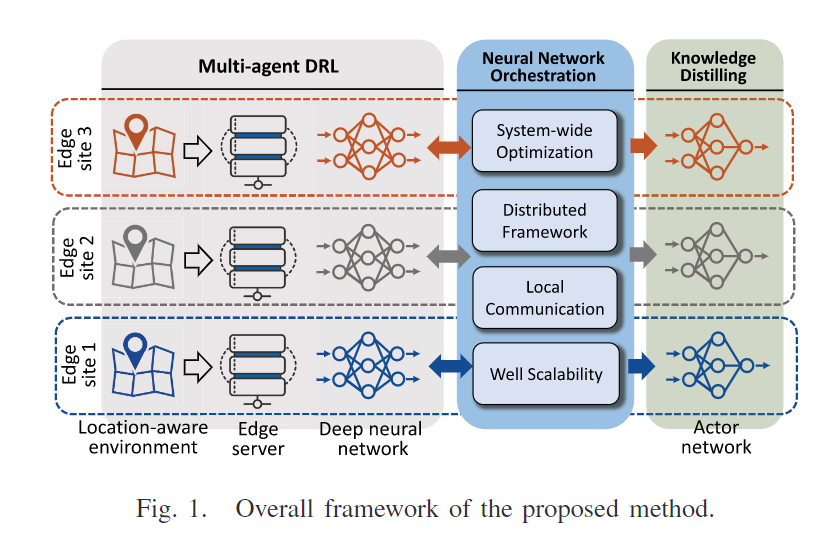 Multi-agent DRL
Neural Network
Orchestration
Knowledge
Distilling
Edge
site 3
System-wide
Optimization
Edge
site 2
Distributed
Framework
Local
Communication
Edge
site 1
Well Scalability
Location-aware
environment
Edge
server
Deep neural
network
Actor
network
Fig. 1. Overall framework of the proposed method.